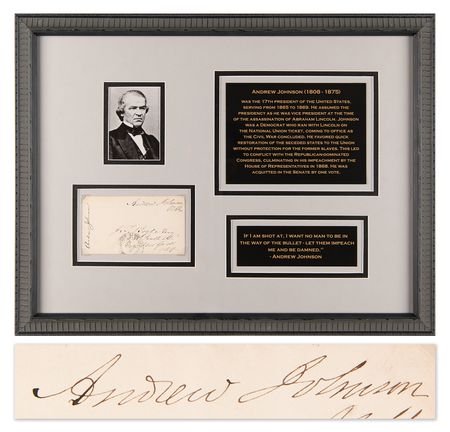 ANDREW JOHNSON (1808 - 1875)
WAS THE 17TH PRESIDENT OF THE UNITED STATES,
SERVING FROM 1865 TO 1869. HE ASSUMED THE
PRESIDENCY AS HE WAS VICE PRESIDENT AT THE TIME
OF THE ASSASSINATION OF ABRAHAM LINCOLN. JOHNSON
WAS A DEMOCRAT WHO RAN WITH LINCOLN ON
THE NATIONAL UNION TICKET, COMING TO OFFICE AS
THE CIVIL WAR CONCLUDED. HE FAVORED QUICK
RESTORATION OF THE SECEDED STATES TO THE UNION
WITHOUT PROTECTION FOR THE FORMER SLAVES. THIS LED
TO CONFLICT WITH THE REPUBLICAN-DOMINATED
CONGRESS, CULMINATING IN HIS IMPEACHMENT BY THE
HOUSE OF REPRESENTATIVES IN 1868. HE WAS
ACQUITTED IN THE SENATE BY ONE VOTE.
Andrew Johnson
Andrew Johnson
IF I AM SHOT AT, I WANT NO MAN TO BE IN
THE WAY OF THE BULLET - LET THEM IMPEACH
ME AND BE DAMNED."
- ANDREW JOHNSON
Andrew Johnson